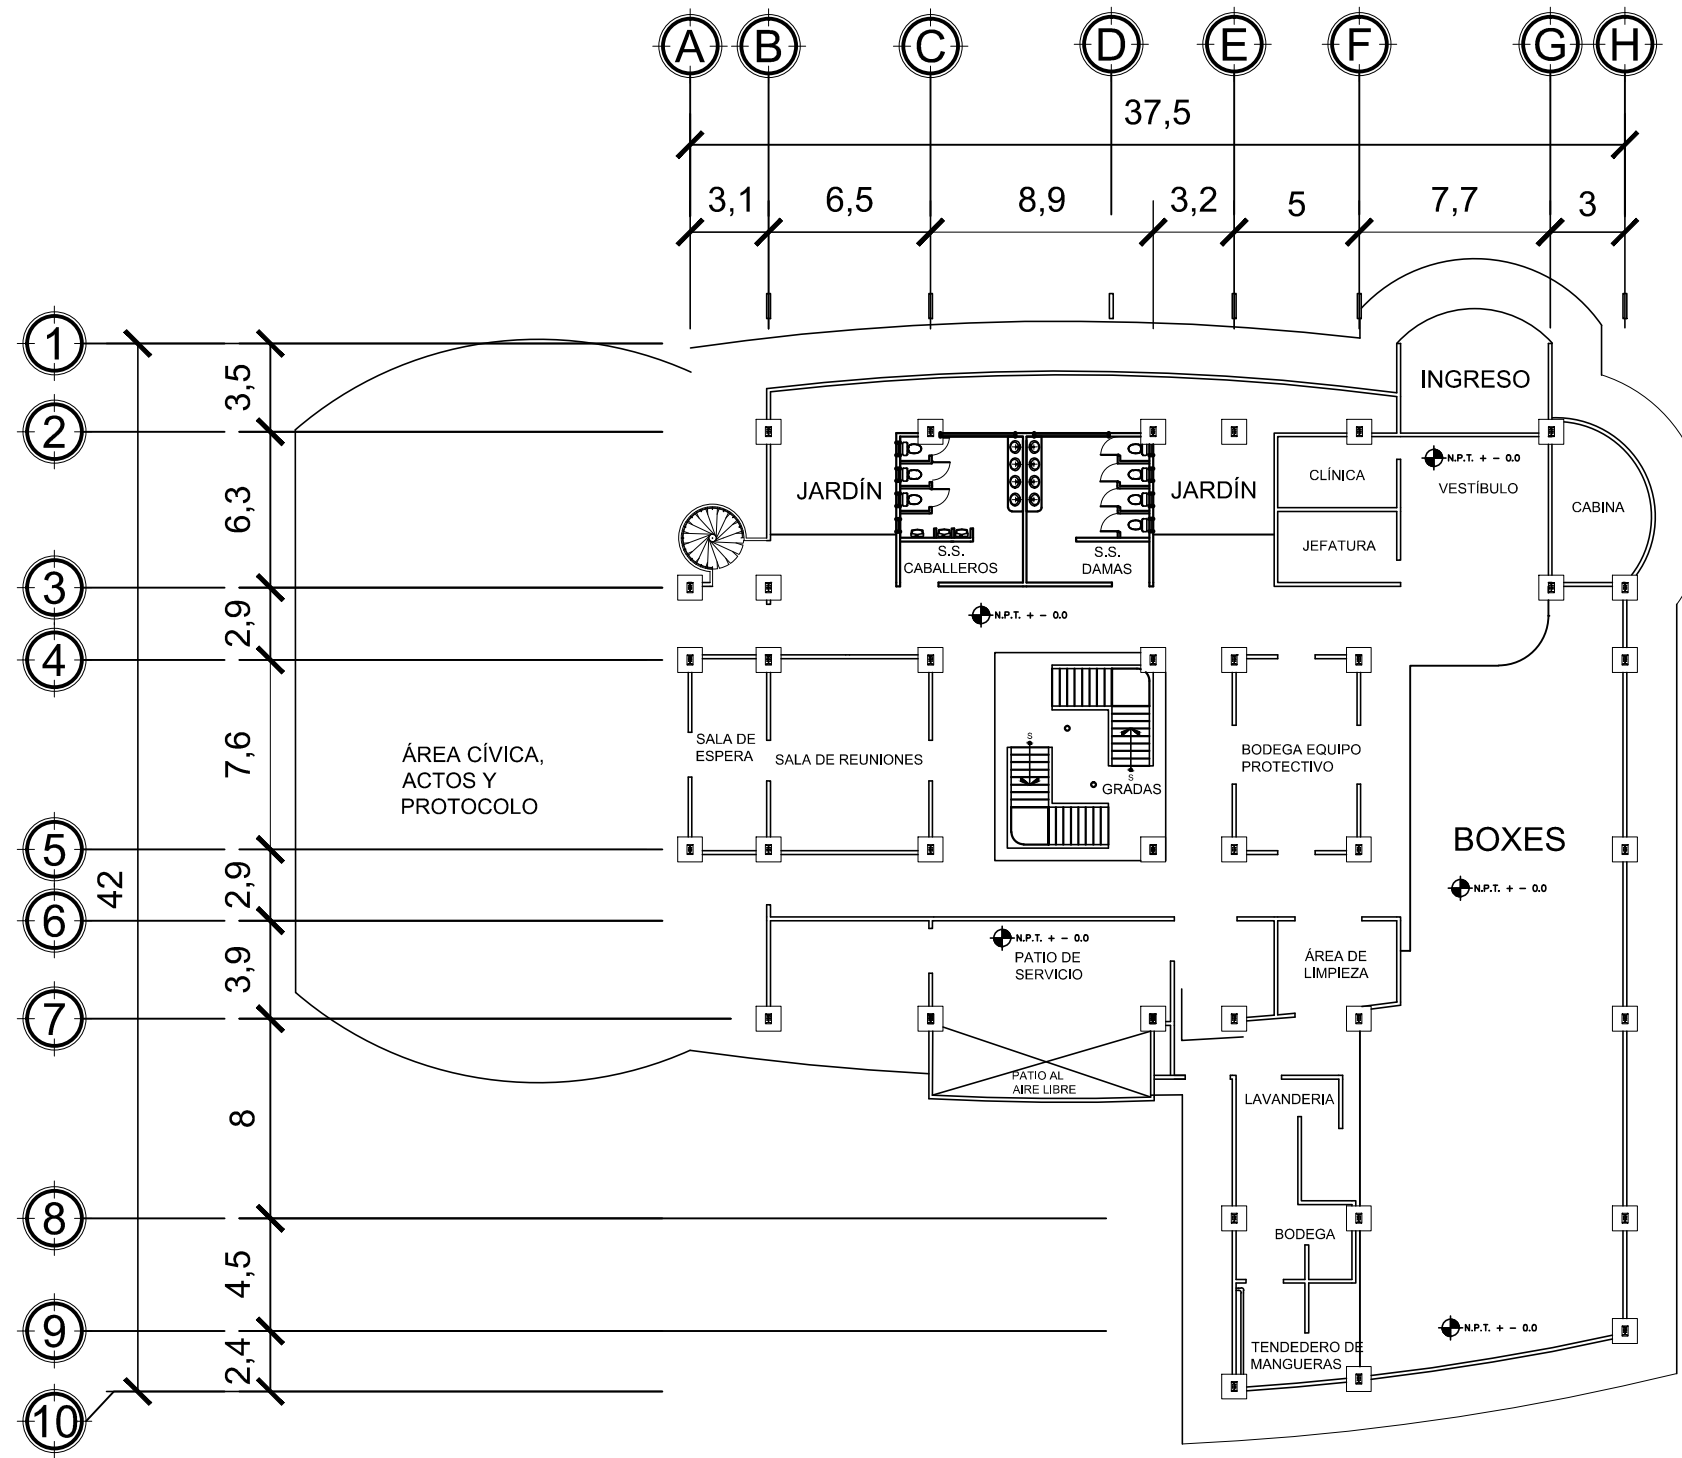 A B C D E F G H
37,5
3,1 6,5 8,9 3,2 5 7,7 3
1
2
3
4
5
6
7
8
9
10
42
3,5
6,3
2,9
7,6
2,9
3,9
8
4,5
2,4
INGRESO
JARDÍN
JARDÍN
CLÍNICA
N.P.T. + - 0.0
VESTÍBULO
CABINA
JEFATURA
S.S.
CABALLEROS
S.S.
DAMAS
N.P.T. + - 0.0
ÁREA CÍVICA,
ACTOS Y
PROTOCOLO
SALA DE
ESPERA
SALA DE REUNIONES
S
S
GRADAS
BODEGA EQUIPO
PROTECTIVO
BOXES
N.P.T. + - 0.0
N.P.T. + - 0.0
PATIO DE
SERVICIO
ÁREA DE
LIMPIEZA
PATIO AL
AIRE LIBRE
LAVANDERIA
BODEGA
N.P.T. + - 0.0
TENDEDERO DE
MANGUERAS